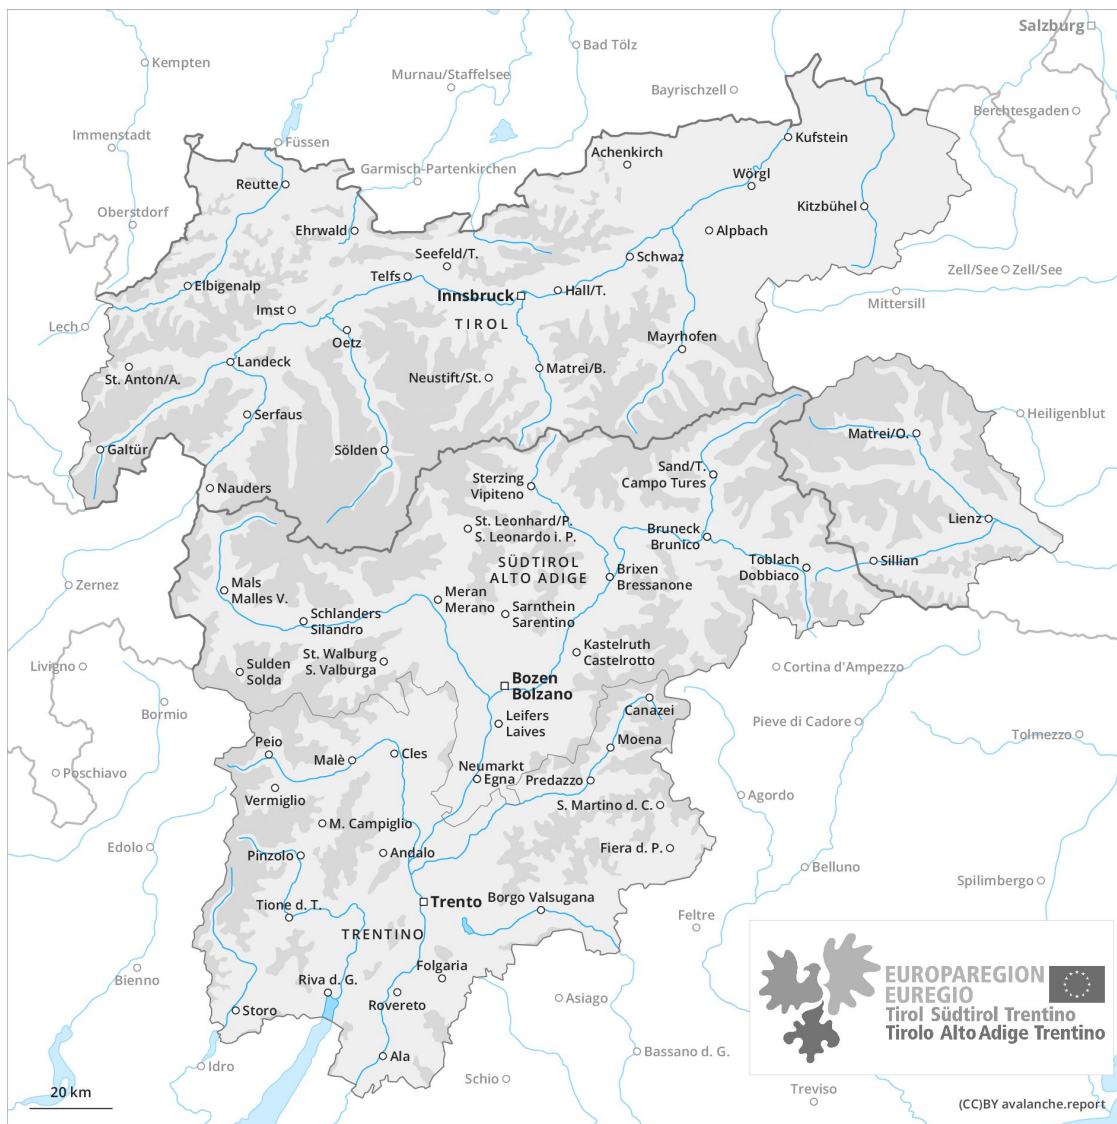 Salzburg
Bad Tölz
Kempten
Murnau/Staffelsee
Bayrischzell
Berchtesgaden
Immenstadt
Füssen
Kufstein
Achenkirch
Garmisch-Partenkirchen
Wörgl
Reutte
Kitzbühel
Oberstdorf
Ehrwald
Alpbach
Seefeld/T.
Schwaz
Zell/See
Zell/See
Telfs
Elbigenalp
Hall/T.
Innsbruck
Mittersill
Imst
TIROL
Lech
Oetz
Mayrhofen
Landeck
Matrei/B.
St. Anton/A.
Neustift/St.
Serfaus
Heiligenblut
Matrei/O.
Galtür
Sölden
Sand/T.
Campo Tures
Sterzing
Vipiteno
Nauders
Lienz
St. Leonhard/P.
S. Leonardo i. P.
Bruneck
Brunico
SÜDTIROL
ALTO ADIGE
Toblach
Dobbiaco
Sillian
Brixen
Bressanone
Zernez
Mals
Malles V.
Meran
Merano
Sarnthein
Sarentino
Schlanders
Silandro
Kastelruth
Castelrotto
St. Walburg
S. Valburga
Livigno
Sulden
Solda
Cortina d'Ampezzo
Bozen
Bolzano
Bormio
Canazei
Leifers
Laives
Pieve di Cadore
Tolmezzo
Peio
Moena
Cles
Malè
Neumarkt
Egna
Predazzo
Poschiavo
Vermiglio
Agordo
S. Martino d. C.
M. Campiglio
Edolo
Pinzolo
Andalo
Fiera d. P.
Belluno
Spilimbergo
Trento
Borgo Valsugana
Tione d. T.
Feltre
TRENTINO
Folgaria
Bienno
Riva d. G.
Rovereto
Asiago
Storo
EUROPAREGION
EUREGIO
Tirol Südtirol Trentino
Tirolo Alto Adige Trentino
Ala
Bassano d. G.
Idro
Schio
20 km
Treviso
(CC)BY avalanche.report